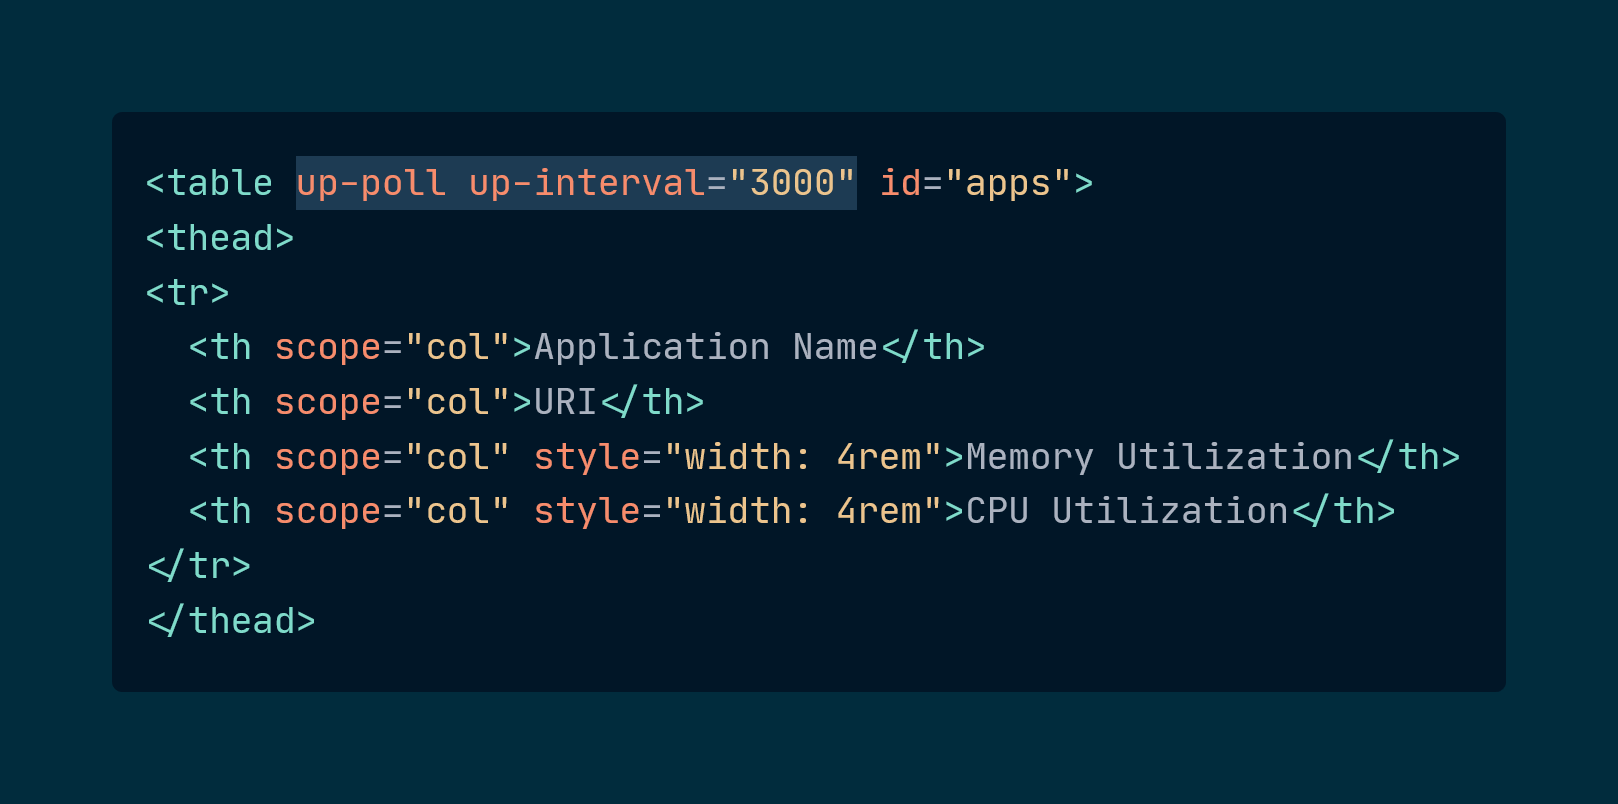 <table up-poll up-interval="3000" id="apps">
<thead>
<tr>
  <th scope="col">Application Name</th>
  <th scope="col">URI</th>
  <th scope="col" style="width: 4rem">Memory Utilization</th>
  <th scope="col" style="width: 4rem">CPU Utilization</th>
</tr>
</thead>